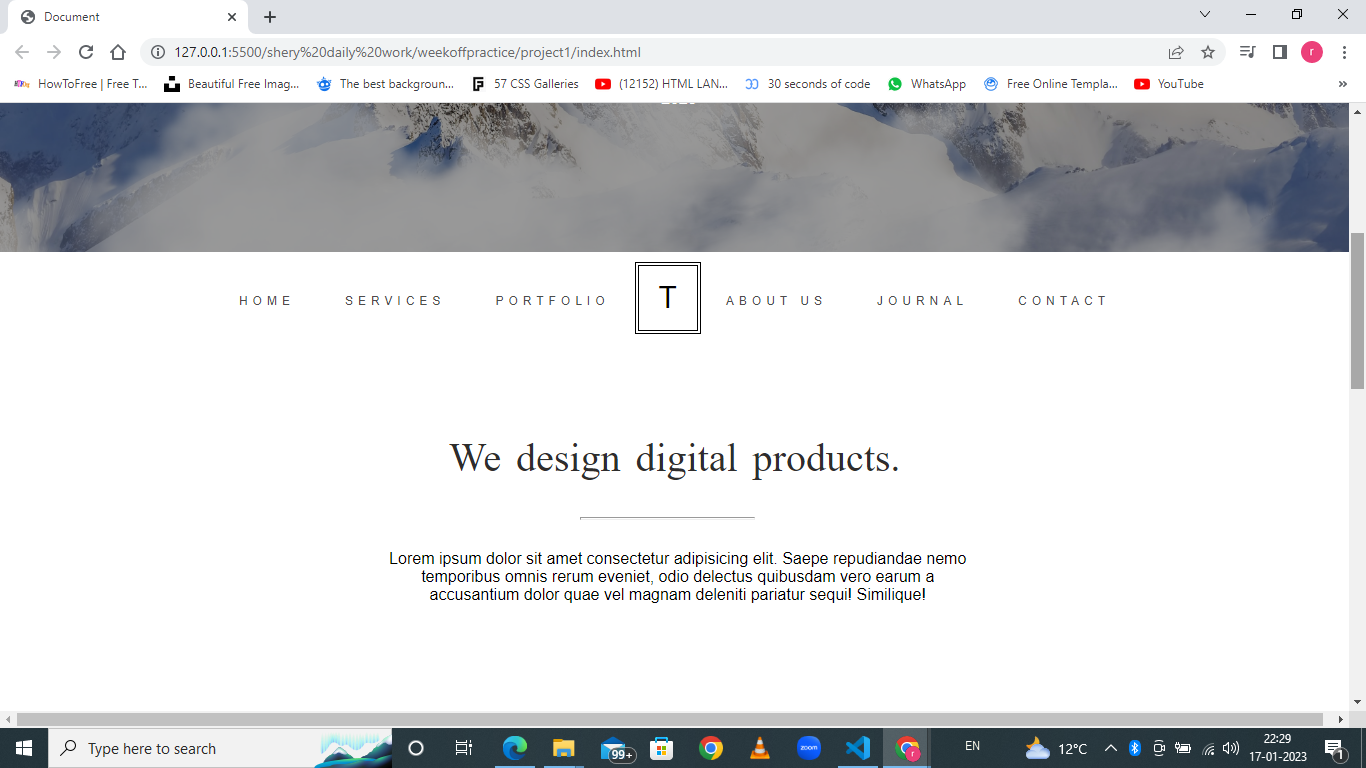 Document
127.0.0.1:5500/shery%20daily%20work/weekoffpractice/project1/index.html
r
HowToFree | Free T... Beautiful Free Imag... The best backgroun... 57 CSS Galleries (12152) HTML LAN... 30 seconds of code WhatsApp Free Online Templa... YouTube »
HOME SERVICES PORTFOLIO T ABOUT US JOURNAL CONTACT
We design digital products.
Lorem ipsum dolor sit amet consectetur adipisicing elit. Saepe repudiandae nemo
temporibus omnis rerum eveniet, odio delectus quibusdam vero earum a
accusantium dolor quae vel magnam deleniti pariatur sequi! Similique!
Type here to search 99+ zoom r EN 12°C 22:29
17-01-2023 1